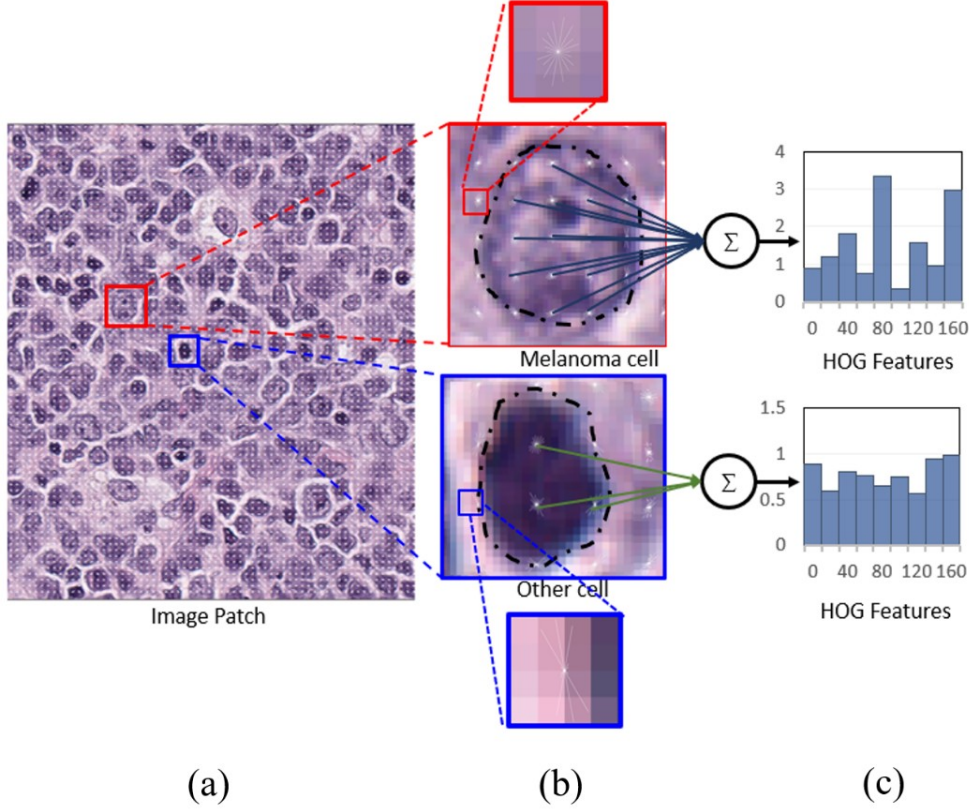 Image Patch
Melanoma cell
Σ
4
3
2
1
0
0 40 80 120 160
HOG Features
Other cell
Σ
1.5
1
0.5
0
0 40 80 120 160
HOG Features
(a)
(b)
(c)